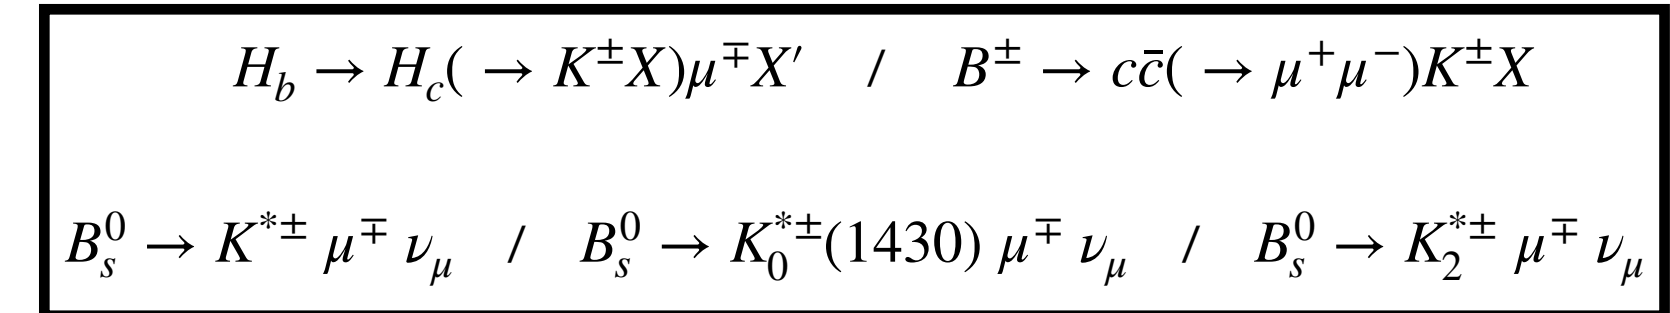 H_b → H_c( → K^±X)μ^∓X′ / B^± → cc̄( → μ^+μ^−)K^±X
B_s^0 → K^{*±} μ^∓ ν_μ / B_s^0 → K_0^{*±}(1430) μ^∓ ν_μ / B_s^0 → K_2^{*±} μ^∓ ν_μ